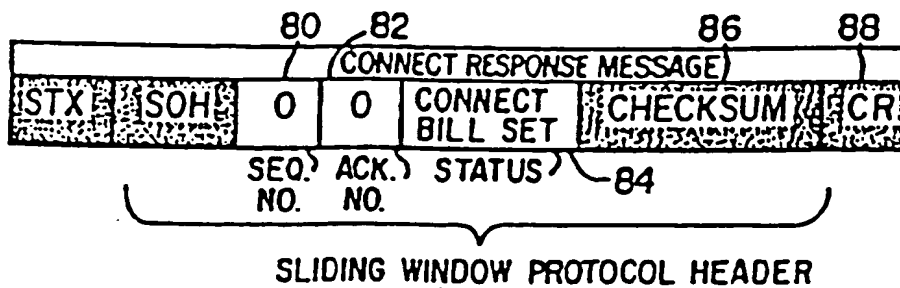 80 82 86 88
CONNECT RESPONSE MESSAGE
STX SOH 0 0 CONNECT BILL SET CHECKSUM CR
SEQ. NO. ACK. NO. STATUS 84
SLIDING WINDOW PROTOCOL HEADER